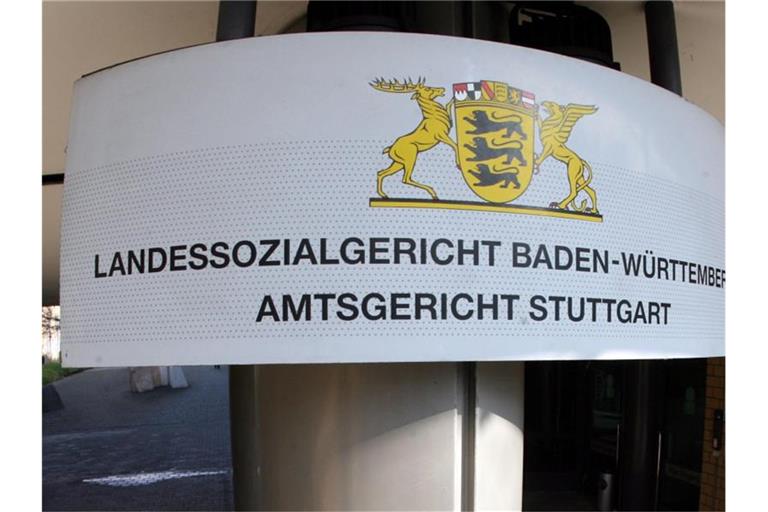 LANDESSOZIALGERICHT BADEN-WÜRTTEMBER
AMTSGERICHT STUTTGART